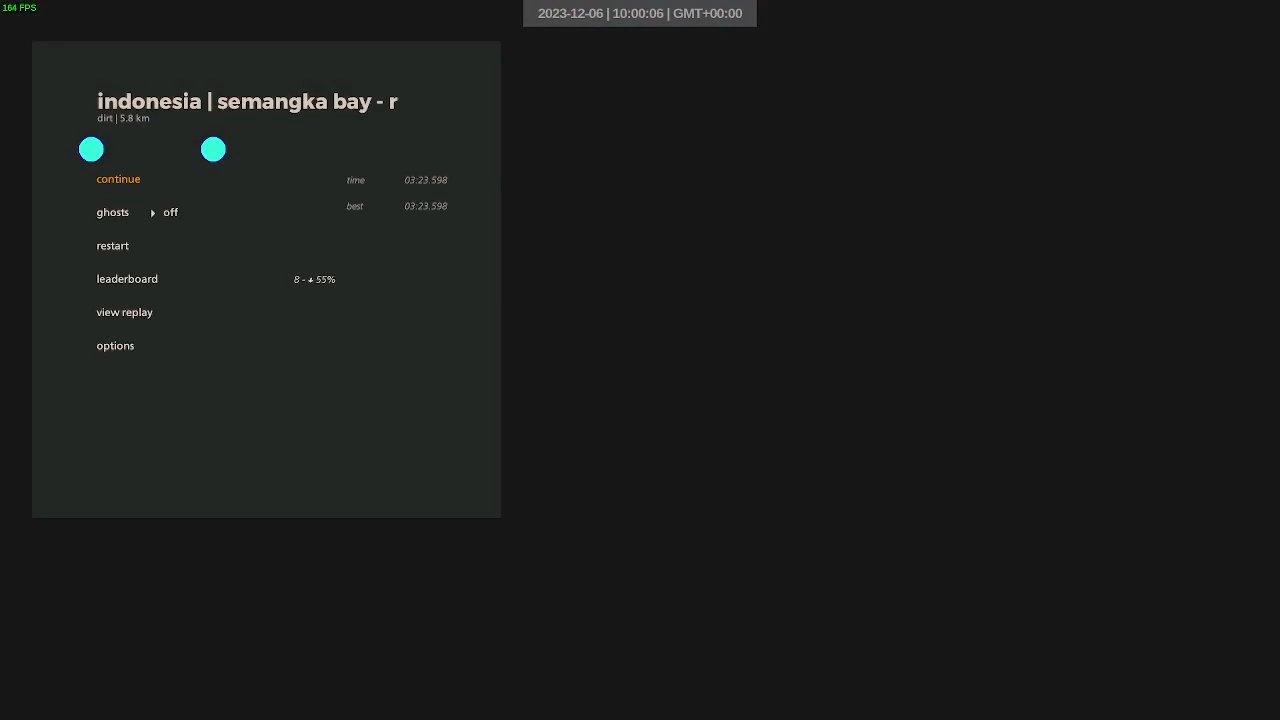 164 FPS
2023-12-06 | 10:00:06 | GMT+00:00
indonesia | semangka bay - r
dirt | 5.8 km
continue
time 03:23.598
ghosts off
best 03:23.598
restart
leaderboard 8 - + 55%
view replay
options